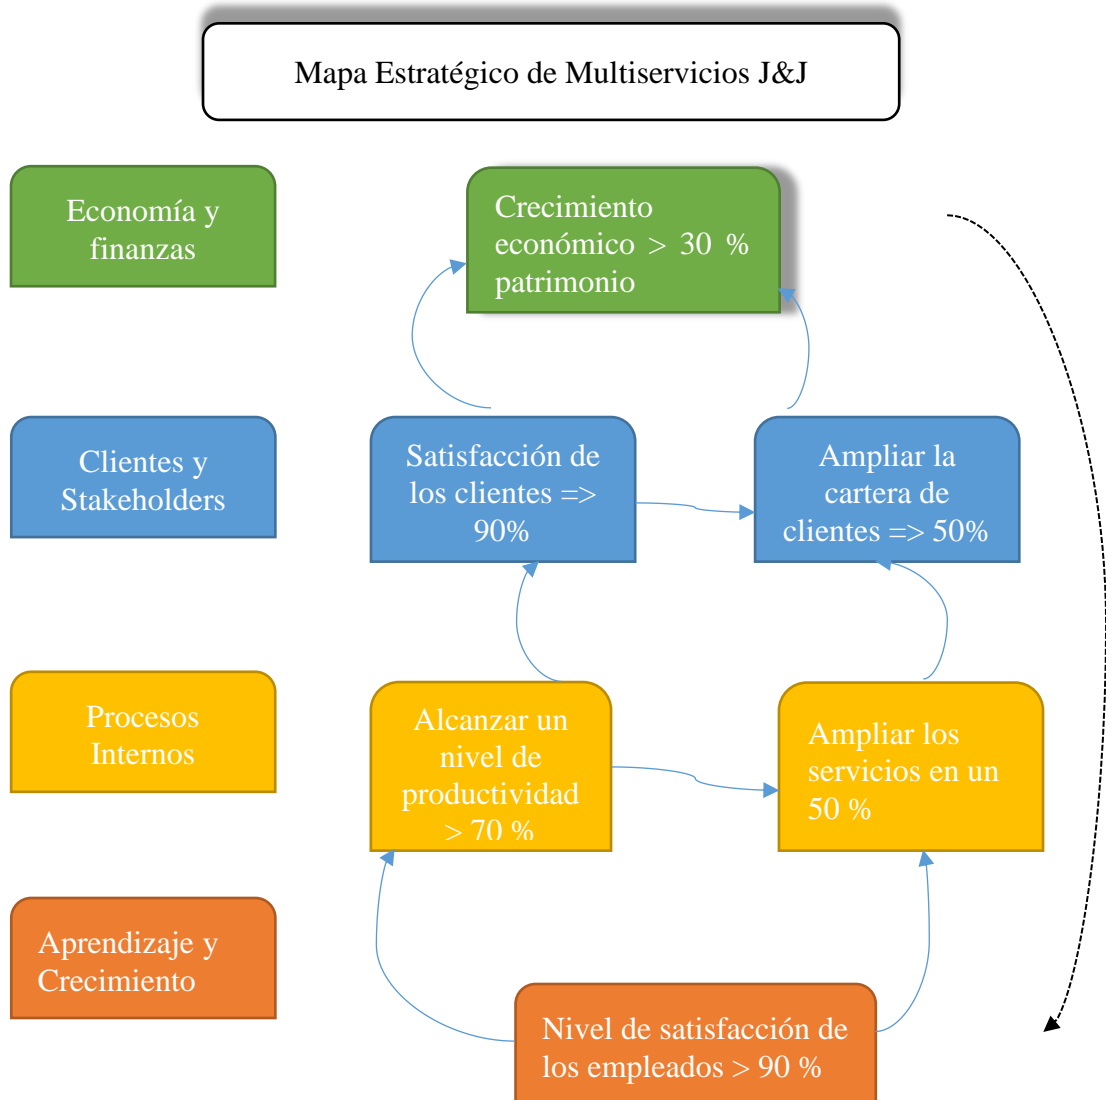 Mapa Estratégico de Multiservicios J&J
Economía y
finanzas
Crecimiento
económico > 30 %
patrimonio
Clientes y
Stakeholders
Satisfacción de
los clientes =>
90%
Ampliar la
cartera de
clientes => 50%
Procesos
Internos
Alcanzar un
nivel de
productividad
> 70 %
Ampliar los
servicios en un
50 %
Aprendizaje y
Crecimiento
Nivel de satisfacción de
los empleados > 90 %